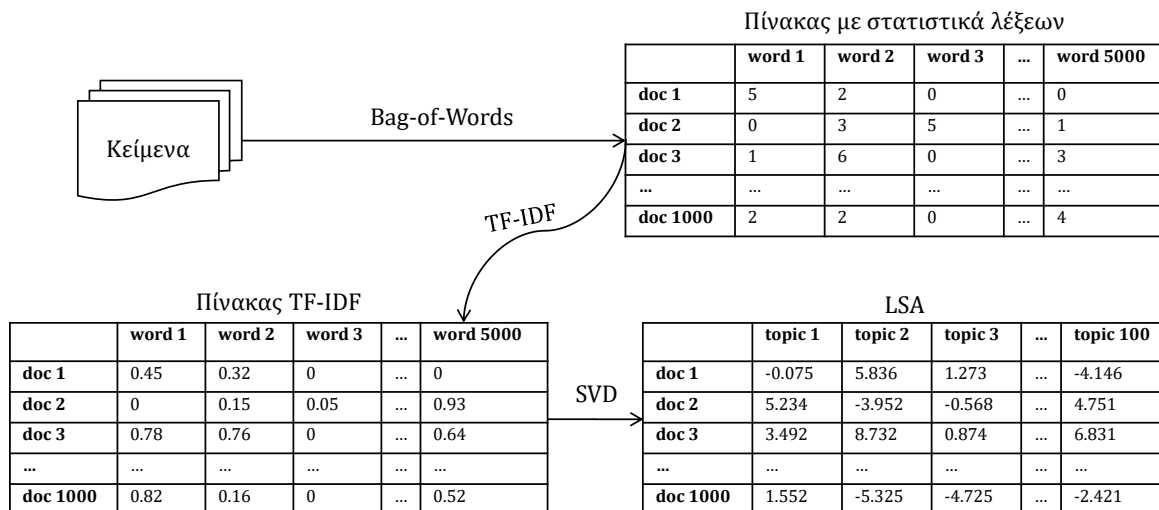 Πίνακας με στατιστικά λέξεων
word 1 word 2 word 3 ... word 5000
doc 1 5 2 0 ... 0
doc 2 0 3 5 ... 1
doc 3 1 6 0 ... 3
... ... ... ... ... ...
doc 1000 2 2 0 ... 4
Κείμενα
Bag-of-Words
TF-IDF
Πίνακας TF-IDF
word 1 word 2 word 3 ... word 5000
doc 1 0.45 0.32 0 ... 0
doc 2 0 0.15 0.05 ... 0.93
doc 3 0.78 0.76 0 ... 0.64
... ... ... ... ... ...
doc 1000 0.82 0.16 0 ... 0.52
SVD
LSA
topic 1 topic 2 topic 3 ... topic 100
doc 1 -0.075 5.836 1.273 ... -4.146
doc 2 5.234 -3.952 -0.568 ... 4.751
doc 3 3.492 8.732 0.874 ... 6.831
... ... ... ... ... ...
doc 1000 1.552 -5.325 -4.725 ... -2.421